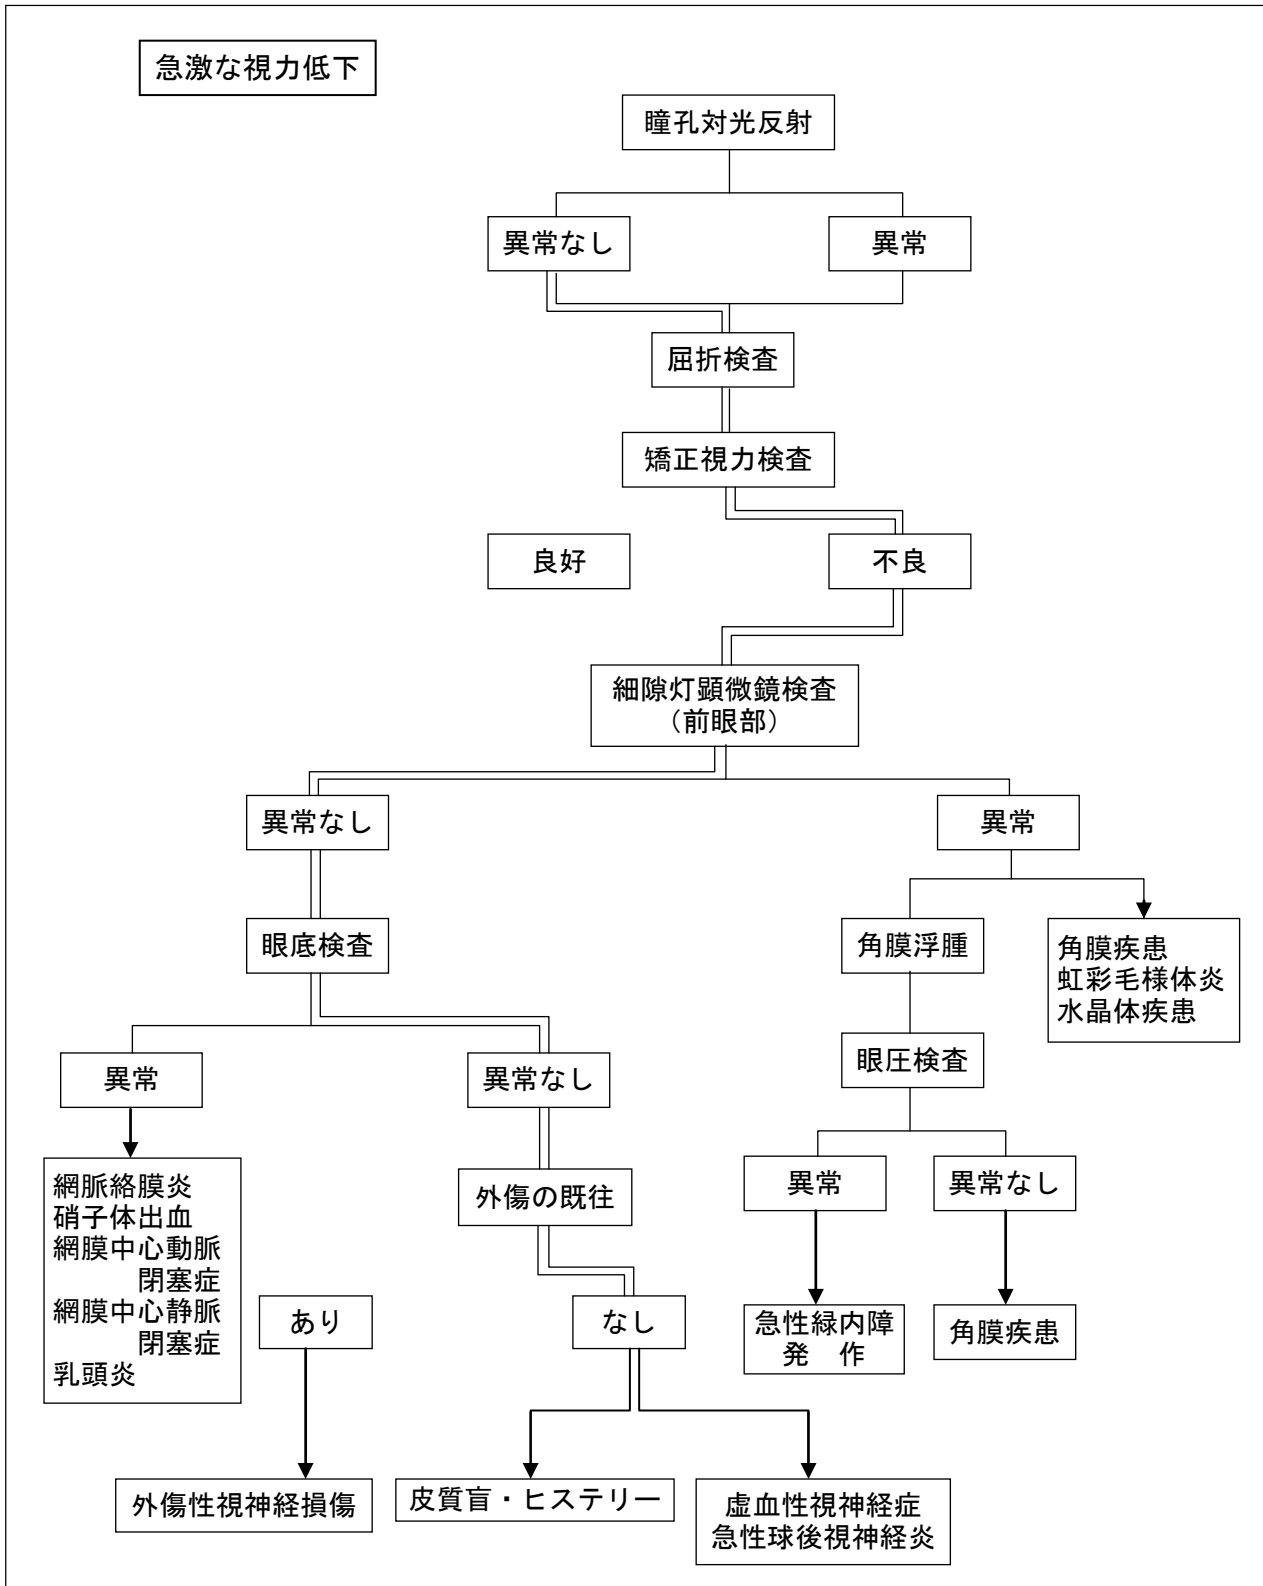 急激な視力低下
瞳孔対光反射
異常なし
異常
屈折検査
矯正視力検査
良好
不良
細隙灯顕微鏡検査
（前眼部）
異常なし
異常
眼底検査
角膜浮腫
角膜疾患
虹彩毛様体炎
水晶体疾患
眼圧検査
異常
異常なし
異常
異常なし
網脈絡膜炎
硝子体出血
網膜中心動脈
閉塞症
網膜中心静脈
閉塞症
乳頭炎
外傷の既往
あり
なし
急性緑内障
発 作
角膜疾患
外傷性視神経損傷
皮質盲・ヒステリー
虚血性視神経症
急性球後視神経炎